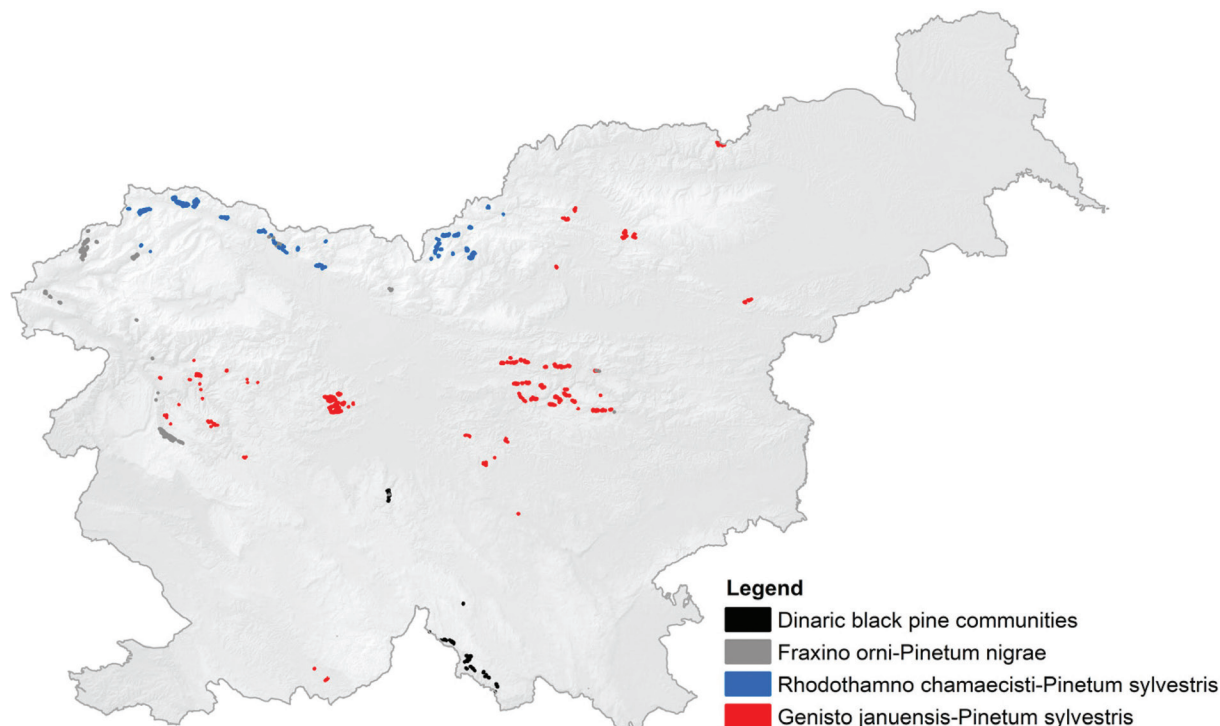 Legend
Dinaric black pine communities
Fraxino orni-Pinetum nigrae
Rhodothamno chamaecisti-Pinetum sylvestris
Genisto januensis-Pinetum sylvestris